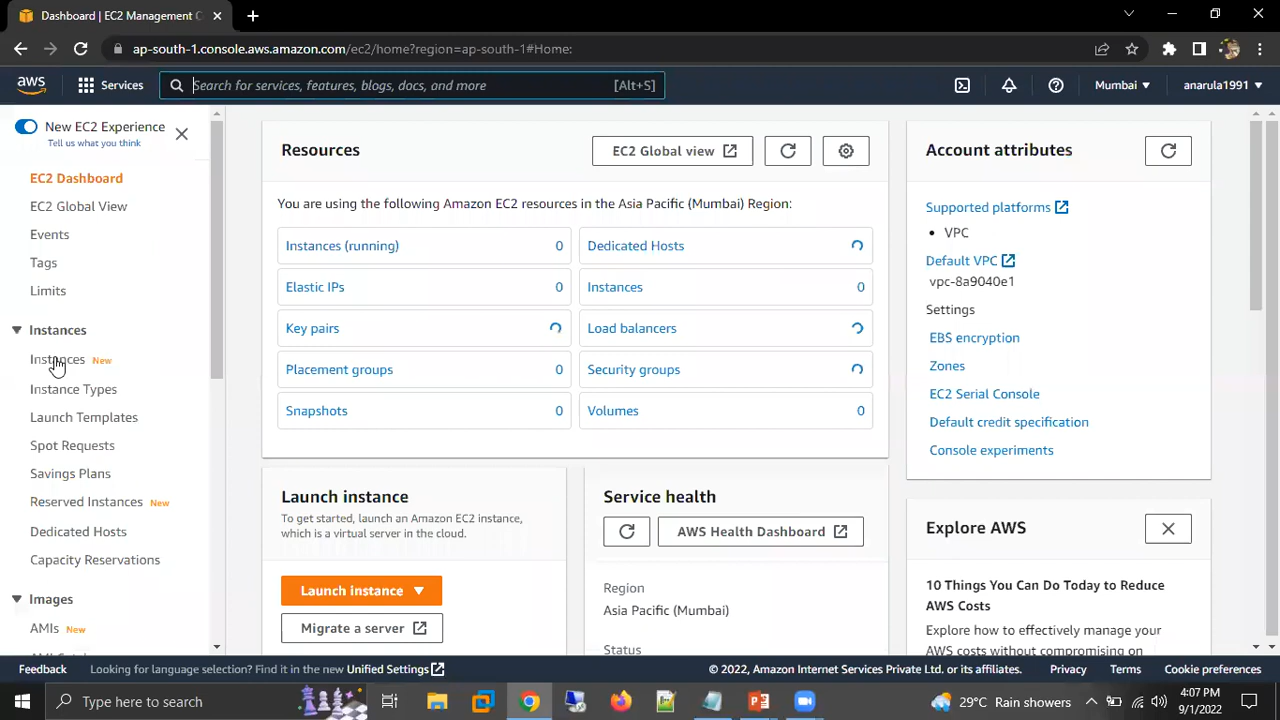 Dashboard | EC2 Management C
ap-south-1.console.aws.amazon.com/ec2/home?region=ap-south-1#Home:
aws
Services
Search for services, features, blogs, docs, and more
[Alt+S]
Mumbai
anarula1991
New EC2 Experience
Tell us what you think
EC2 Dashboard
EC2 Global View
Events
Tags
Limits
Instances
Instances New
Instance Types
Launch Templates
Spot Requests
Savings Plans
Reserved Instances New
Dedicated Hosts
Capacity Reservations
Images
AMIs New
Resources
EC2 Global view
You are using the following Amazon EC2 resources in the Asia Pacific (Mumbai) Region:
Instances (running) 0
Dedicated Hosts
Elastic IPs 0
Instances 0
Key pairs
Load balancers
Placement groups 0
Security groups
Snapshots 0
Volumes 0
Launch instance
To get started, launch an Amazon EC2 instance,
which is a virtual server in the cloud.
Launch instance
Migrate a server
Service health
AWS Health Dashboard
Region
Asia Pacific (Mumbai)
Status
Account attributes
Supported platforms
• VPC
Default VPC
vpc-8a9040e1
Settings
EBS encryption
Zones
EC2 Serial Console
Default credit specification
Console experiments
Explore AWS
10 Things You Can Do Today to Reduce
AWS Costs
Explore how to effectively manage your
AWS costs without compromising on
Feedback
Looking for language selection? Find it in the new Unified Settings
© 2022, Amazon Internet Services Private Ltd. or its affiliates.
Privacy
Terms
Cookie preferences
Type here to search
29°C Rain showers
4:07 PM
9/1/2022